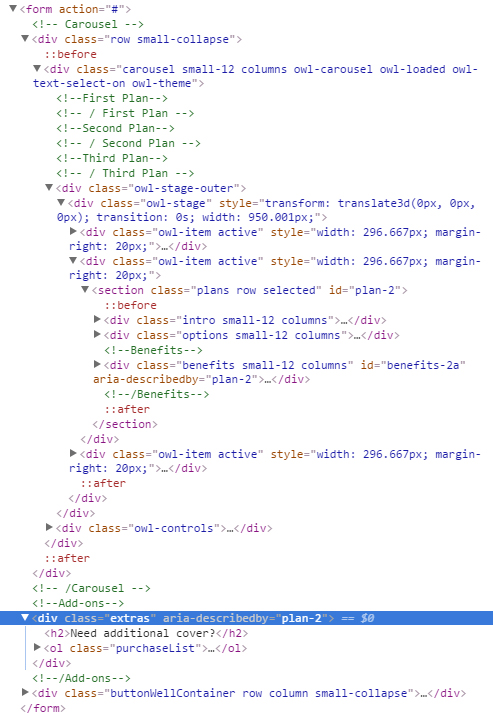 <form action="#">
<!-- Carousel -->
<div class="row small-collapse">
::before
<div class="carousel small-12 columns owl-carousel owl-loaded owl-
text-select-on owl-theme">
<!--First Plan-->
<!-- / First Plan -->
<!--Second Plan-->
<!-- / Second Plan -->
<!--Third Plan-->
<!-- / Third Plan -->
<div class="owl-stage-outer">
<div class="owl-stage" style="transform: translate3d(0px, 0px,
0px); transition: 0s; width: 950.001px;">
<div class="owl-item active" style="width: 296.667px; margin-
right: 20px;">…</div>
<div class="owl-item active" style="width: 296.667px; margin-
right: 20px;">
<section class="plans row selected" id="plan-2">
::before
<div class="intro small-12 columns">…</div>
<div class="options small-12 columns">…</div>
<!--Benefits-->
<div class="benefits small-12 columns" id="benefits-2a"
aria-describedby="plan-2">…</div>
<!--/Benefits-->
::after
</section>
</div>
<div class="owl-item active" style="width: 296.667px; margin-
right: 20px;">…</div>
::after
</div>
</div>
<div class="owl-controls">…</div>
</div>
::after
</div>
<!-- /Carousel -->
<!--Add-ons-->
<div class="extras" aria-describedby="plan-2"> == $0
<h2>Need additional cover?</h2>
<ol class="purchaseList">…</ol>
</div>
<!--/Add-ons-->
<div class="buttonWellContainer row column small-collapse">…</div>
</form>